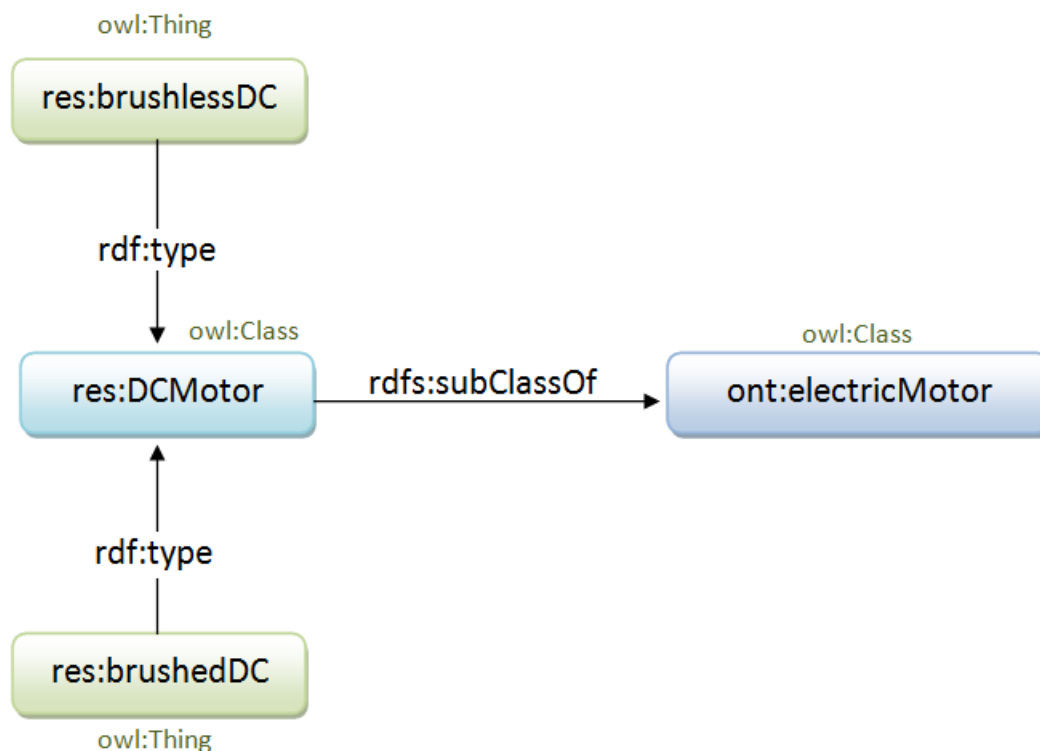 owl:Thing
res:brushlessDC
rdf:type
owl:Class
res:DCMotor
rdfs:subClassOf
owl:Class
ont:electricMotor
rdf:type
res:brushedDC
owl:Thing